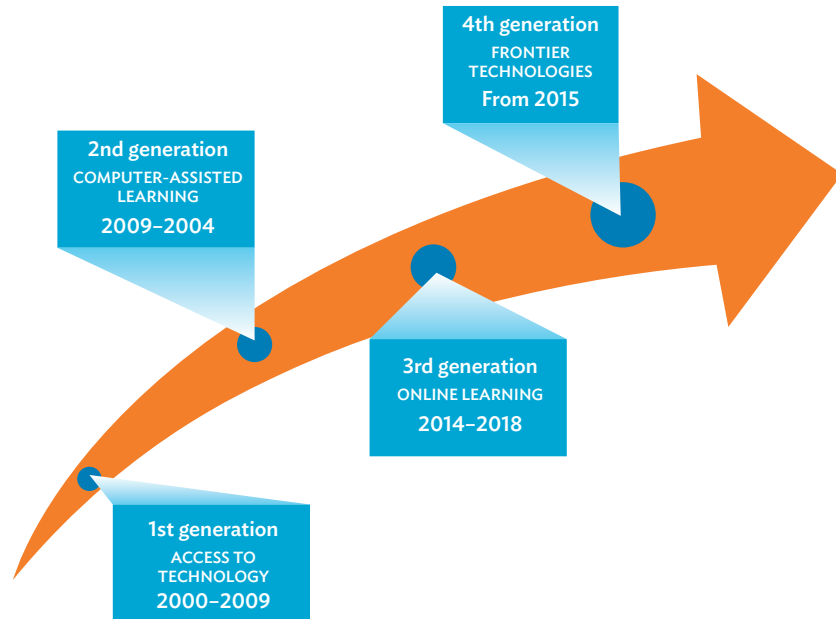 4th generation
FRONTIER
TECHNOLOGIES
From 2015
2nd generation
COMPUTER-ASSISTED
LEARNING
2009–2004
3rd generation
ONLINE LEARNING
2014–2018
1st generation
ACCESS TO
TECHNOLOGY
2000–2009